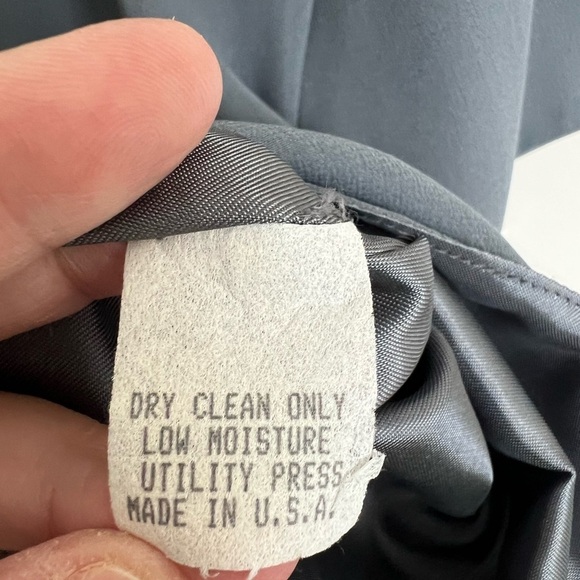 DRY CLEAN ONLY
LOW MOISTURE
UTILITY PRESS
MADE IN U.S.A.